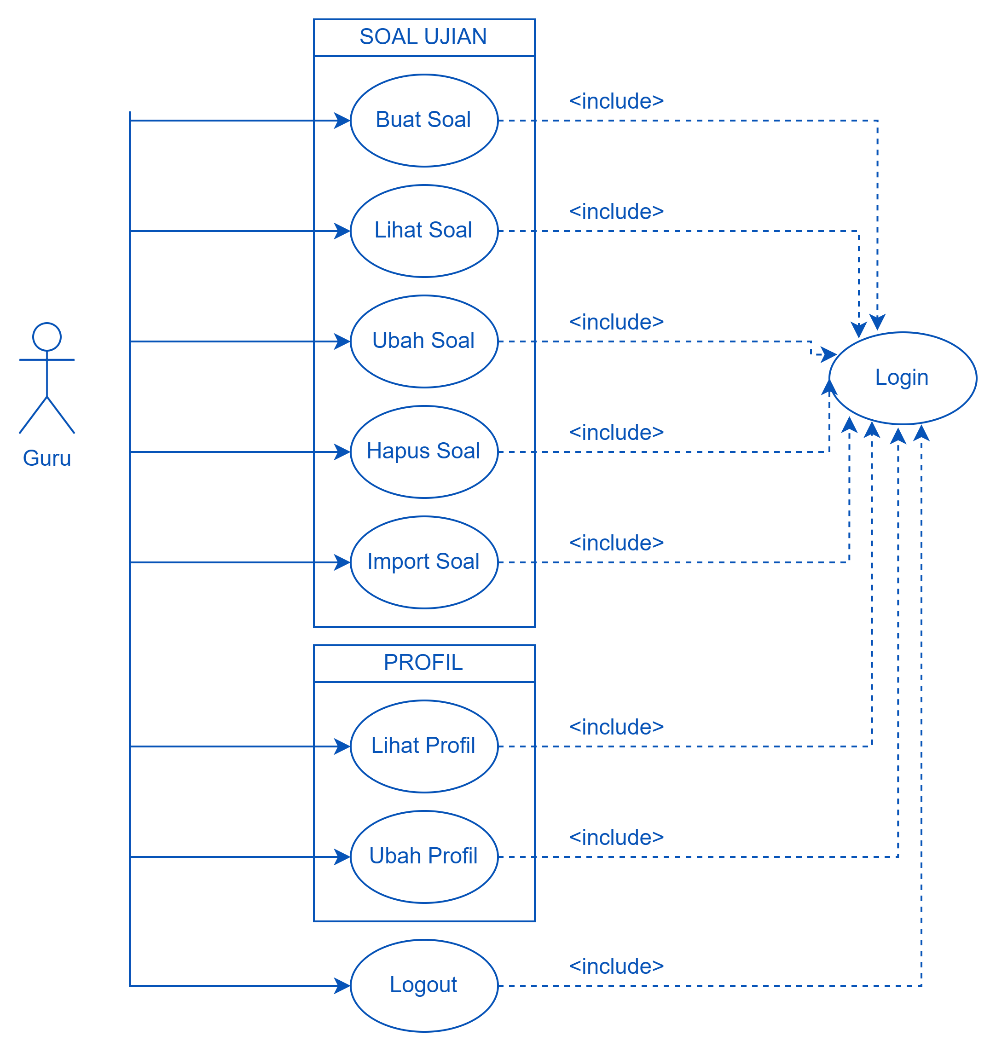 SOAL UJIAN
Buat Soal
<include>
Lihat Soal
<include>
Ubah Soal
<include>
Login
Hapus Soal
<include>
Guru
Import Soal
<include>
PROFIL
Lihat Profil
<include>
Ubah Profil
<include>
Logout
<include>